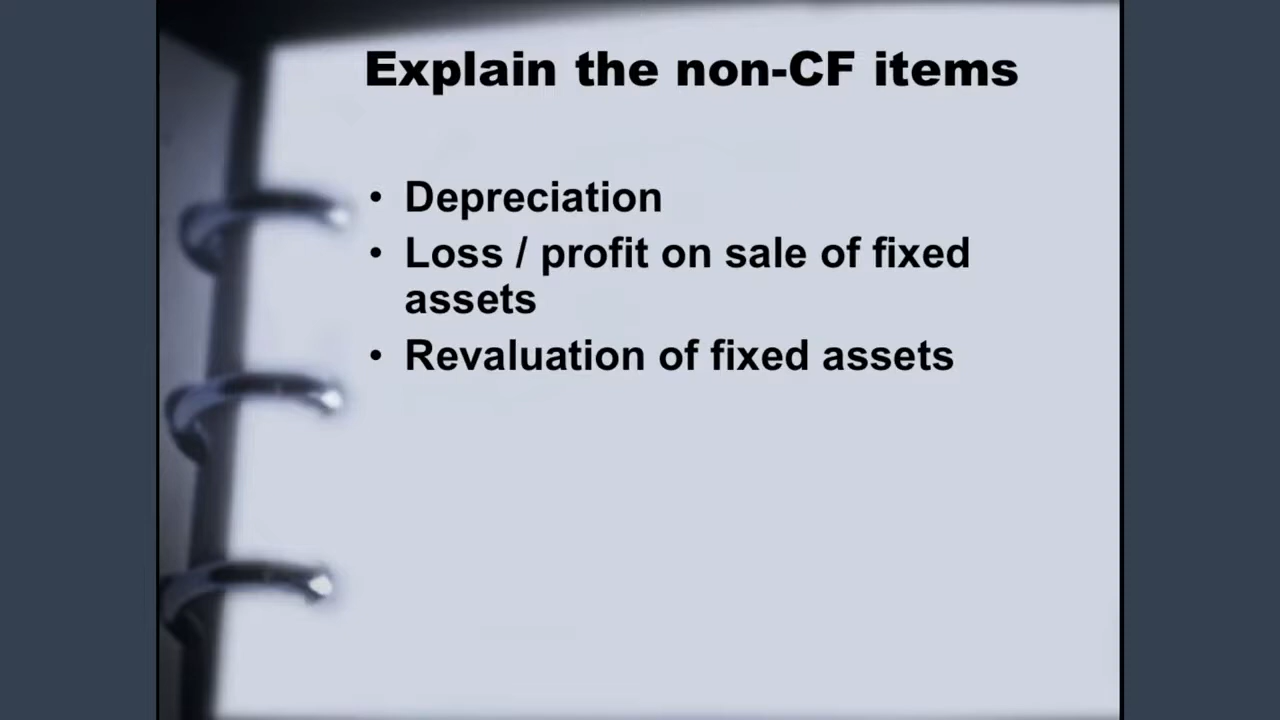 Explain the non-CF items
• Depreciation
• Loss / profit on sale of fixed
assets
• Revaluation of fixed assets